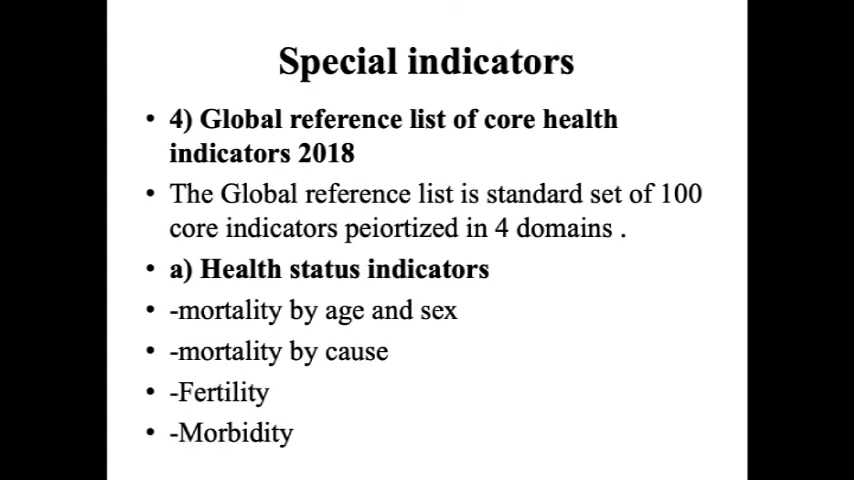 Special indicators
• 4) Global reference list of core health
indicators 2018
• The Global reference list is standard set of 100
core indicators peiortized in 4 domains .
• a) Health status indicators
• -mortality by age and sex
• -mortality by cause
• -Fertility
• -Morbidity